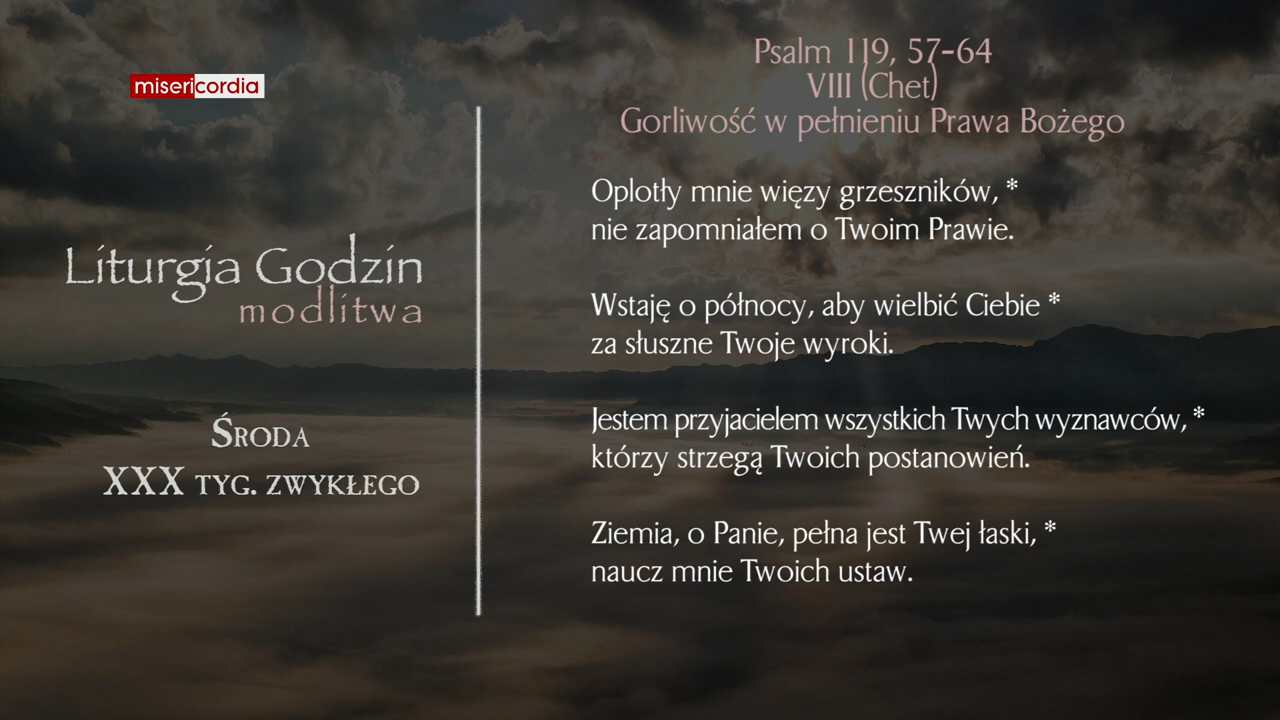 misericordia
Liturgia Godzin
modlitwa
Środa
XXX tyg. zwykłego
Psalm 119, 57-64
VIII (Chet)
Gorliwość w pełnieniu Prawa Bożego
Oplotły mnie więzy grzeszników, *
nie zapomniałem o Twoim Prawie.
Wstaję o północy, aby wielbić Ciebie *
za słuszne Twoje wyroki.
Jestem przyjacielem wszystkich Twych wyznawców, *
którzy strzegą Twoich postanowień.
Ziemia, o Panie, pełna jest Twej łaski, *
naucz mnie Twoich ustaw.